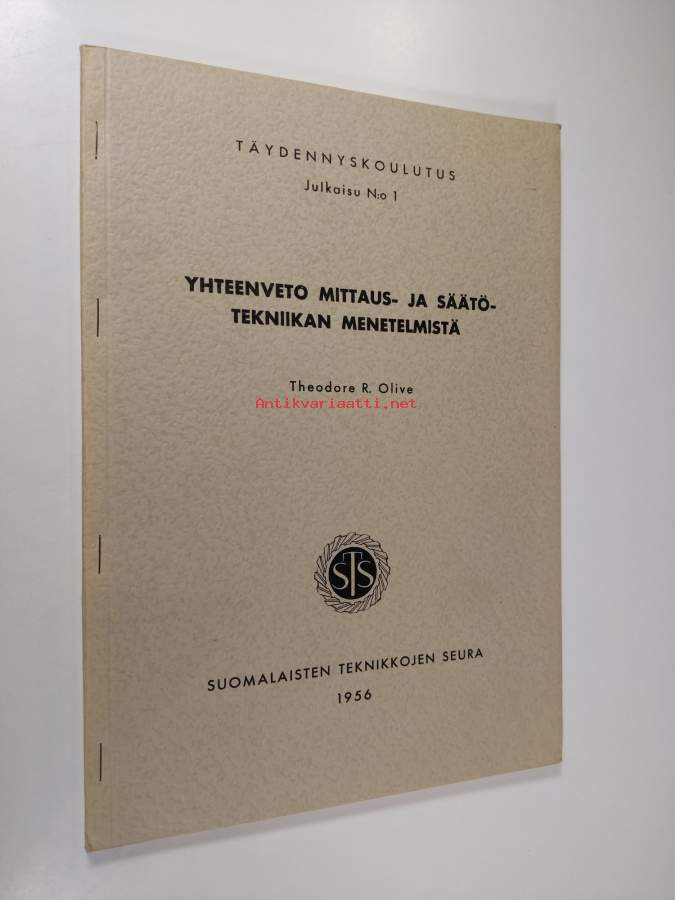 TÄYDENNYSKOULUTUS
Julkaisu N:o 1
YHTEENVETO MITTAUS- JA SÄÄTÖ-
TEKNIIKAN MENETELMISTÄ
Theodore R. Olive
Antikvariaatti.net
STS
SUOMALAISTEN TEKNIKKOJEN SEURA
1956